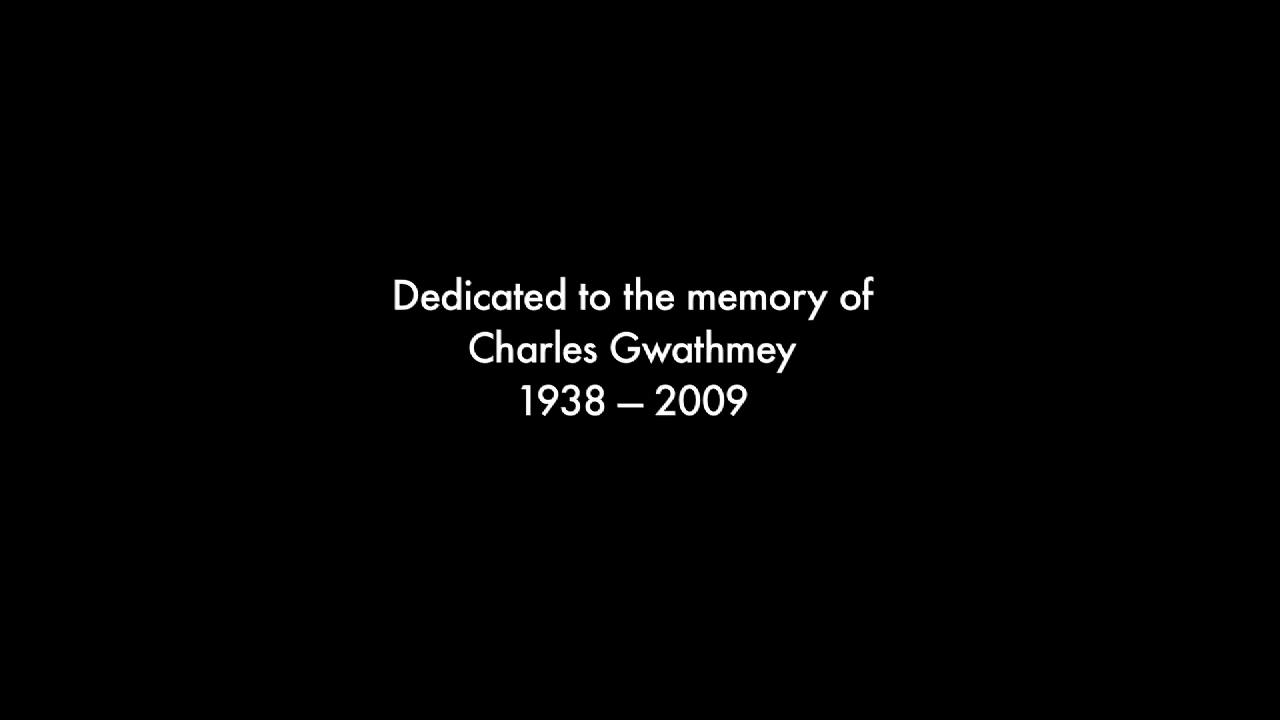 Dedicated to the memory of
Charles Gwathmey
1938 – 2009